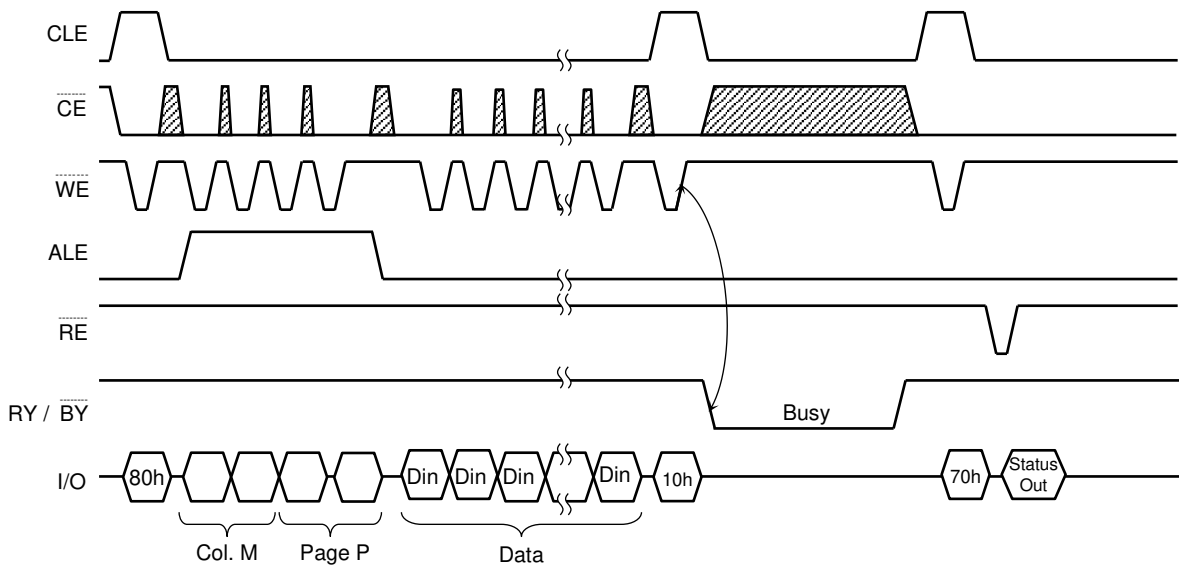 CLE
CE
WE
ALE
RE
RY / BY
Busy
I/O
80h
Din
Din
Din
Din
10h
70h
Status
Out
Col. M
Page P
Data